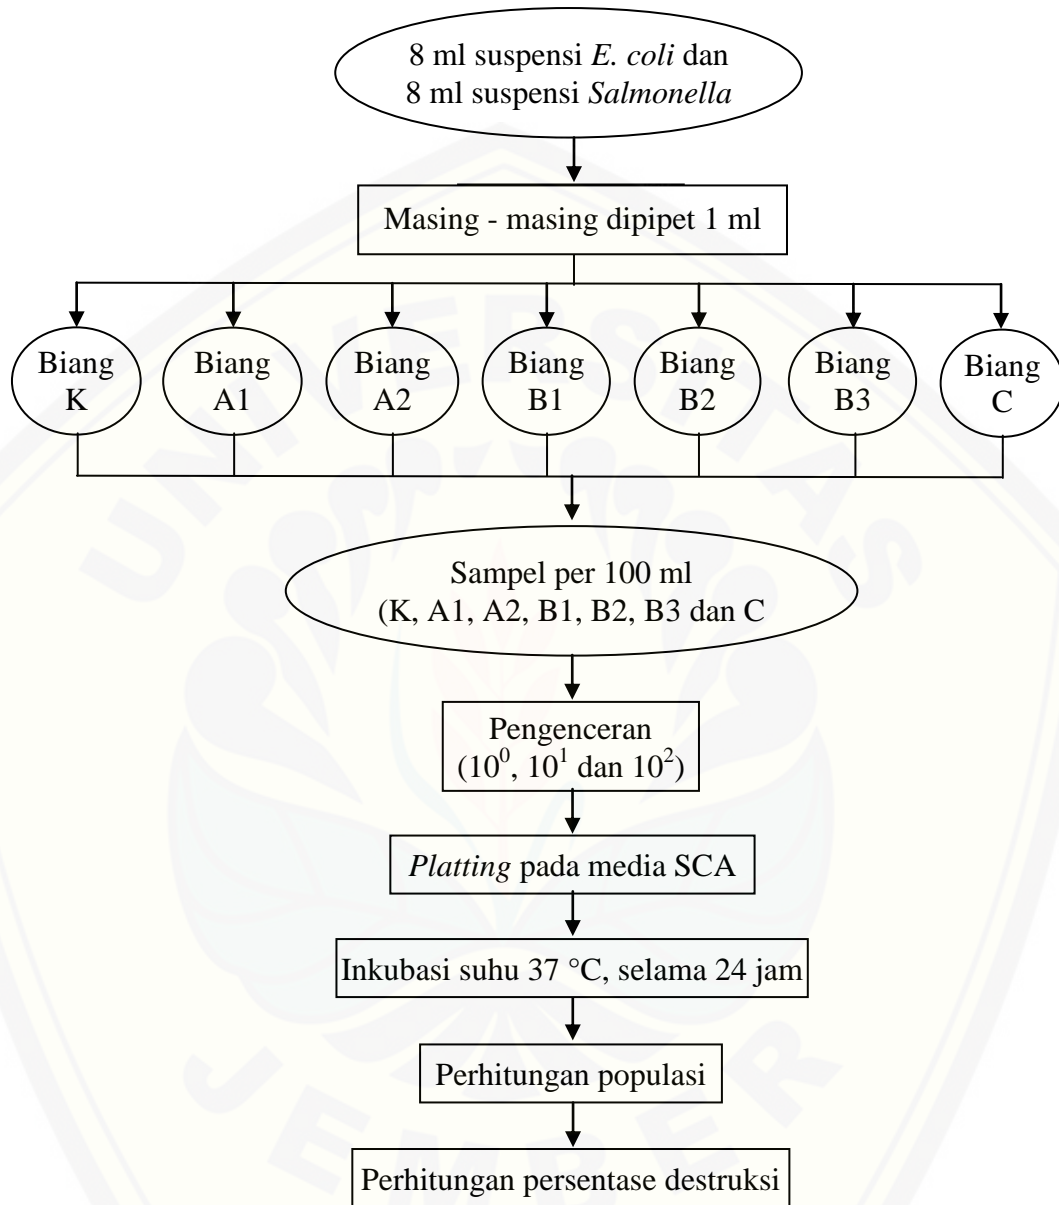 8 ml suspensi E. coli dan
8 ml suspensi Salmonella
Masing - masing dipipet 1 ml
Biang
K
Biang
A1
Biang
A2
Biang
B1
Biang
B2
Biang
B3
Biang
C
Sampel per 100 ml
(K, A1, A2, B1, B2, B3 dan C
Pengenceran
(10⁰, 10¹ dan 10²)
Platting pada media SCA
Inkubasi suhu 37 °C, selama 24 jam
Perhitungan populasi
Perhitungan persentase destruksi
UNIVERSITAS
JEMBER